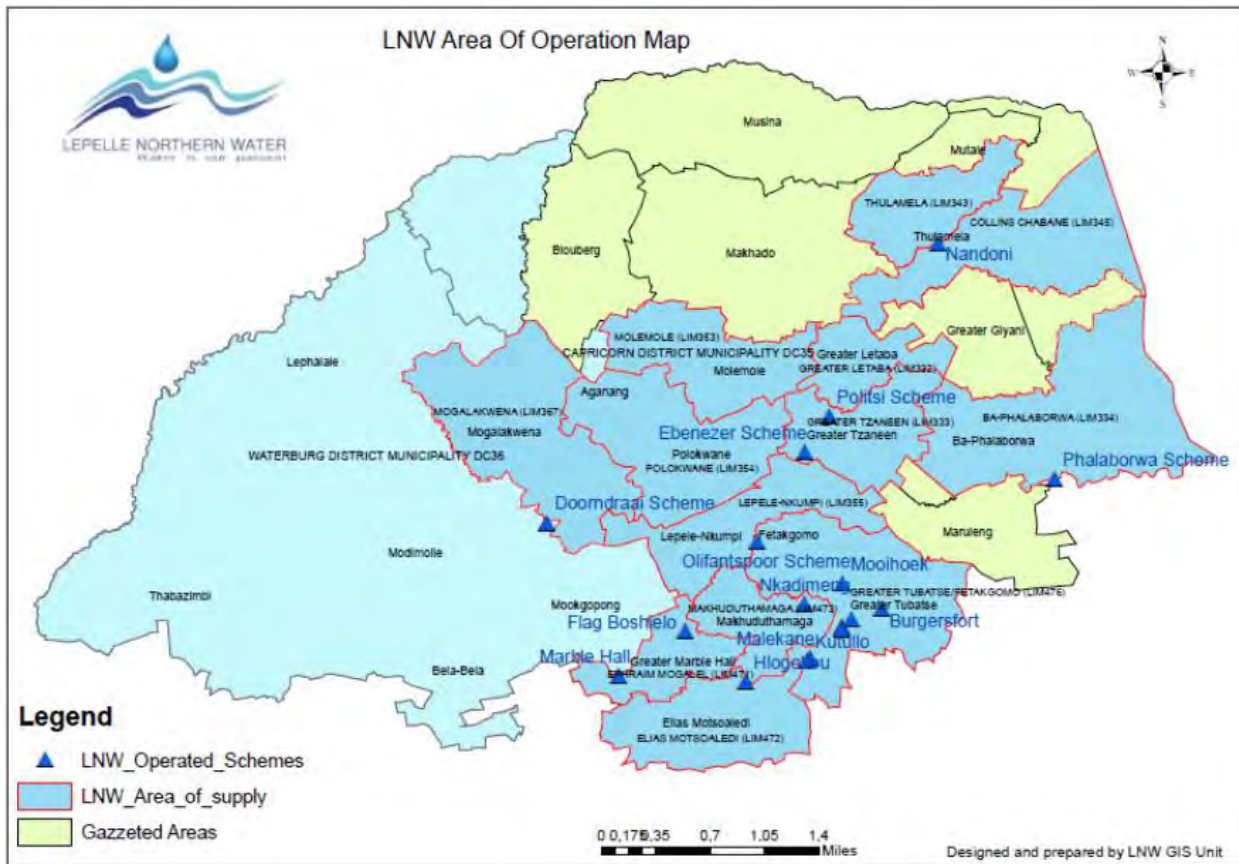 LNW Area Of Operation Map
N
W E
S
LEPELLE NORTHERN WATER
Musina
Mutale
THULAMELA (LIM343)
COLLINS CHABANE (LIM345)
Thulamela
Nandoni
Blouberg
Makhado
Greater Giyani
MOLEMOLE (LIM353)
CAPRICORN DISTRICT MUNICIPALITY DC35
Molemole
Greater Letaba
GREATER LETABA (LIM332)
Lephalale
Aganang
Politsi Scheme
MOGALAKWENA (LIM367)
Mogalakwena
GREATER TZANEEN (LIM333)
Greater Tzaneen
Ebenezer Scheme
BA-PHALABORWA (LIM334)
Ba-Phalaborwa
WATERBURG DISTRICT MUNICIPALITY DC36
Polokwane
POLOKWANE (LIM354)
Phalaborwa Scheme
Doorndraai Scheme
LEPELE-NKUMPI (LIM355)
Lepele-Nkumpi
Fetakgomo
Maruleng
Modimolle
Olifantspoor Scheme
Mooihoek
Thabazimbi
GREATER TUBATSE/FETAKGOMO (LIM476)
Greater Tubatse
Mookgopong
MAKHUDUTHAMAGA (LIM473)
Makhuduthamaga
Flag Boshielo
Burgersfort
Malekane
Marble Hall
Greater Marble Hall
Bela-Bela
Elias Motsoaledi
ELIAS MOTSOALEDI (LIM472)
Legend
LNW_Operated_Schemes
LNW_Area_of_supply
Gazzeted Areas
0 0,175 0.35 0,7 1.05 1.4
Miles
Designed and prepared by LNW GIS Unit